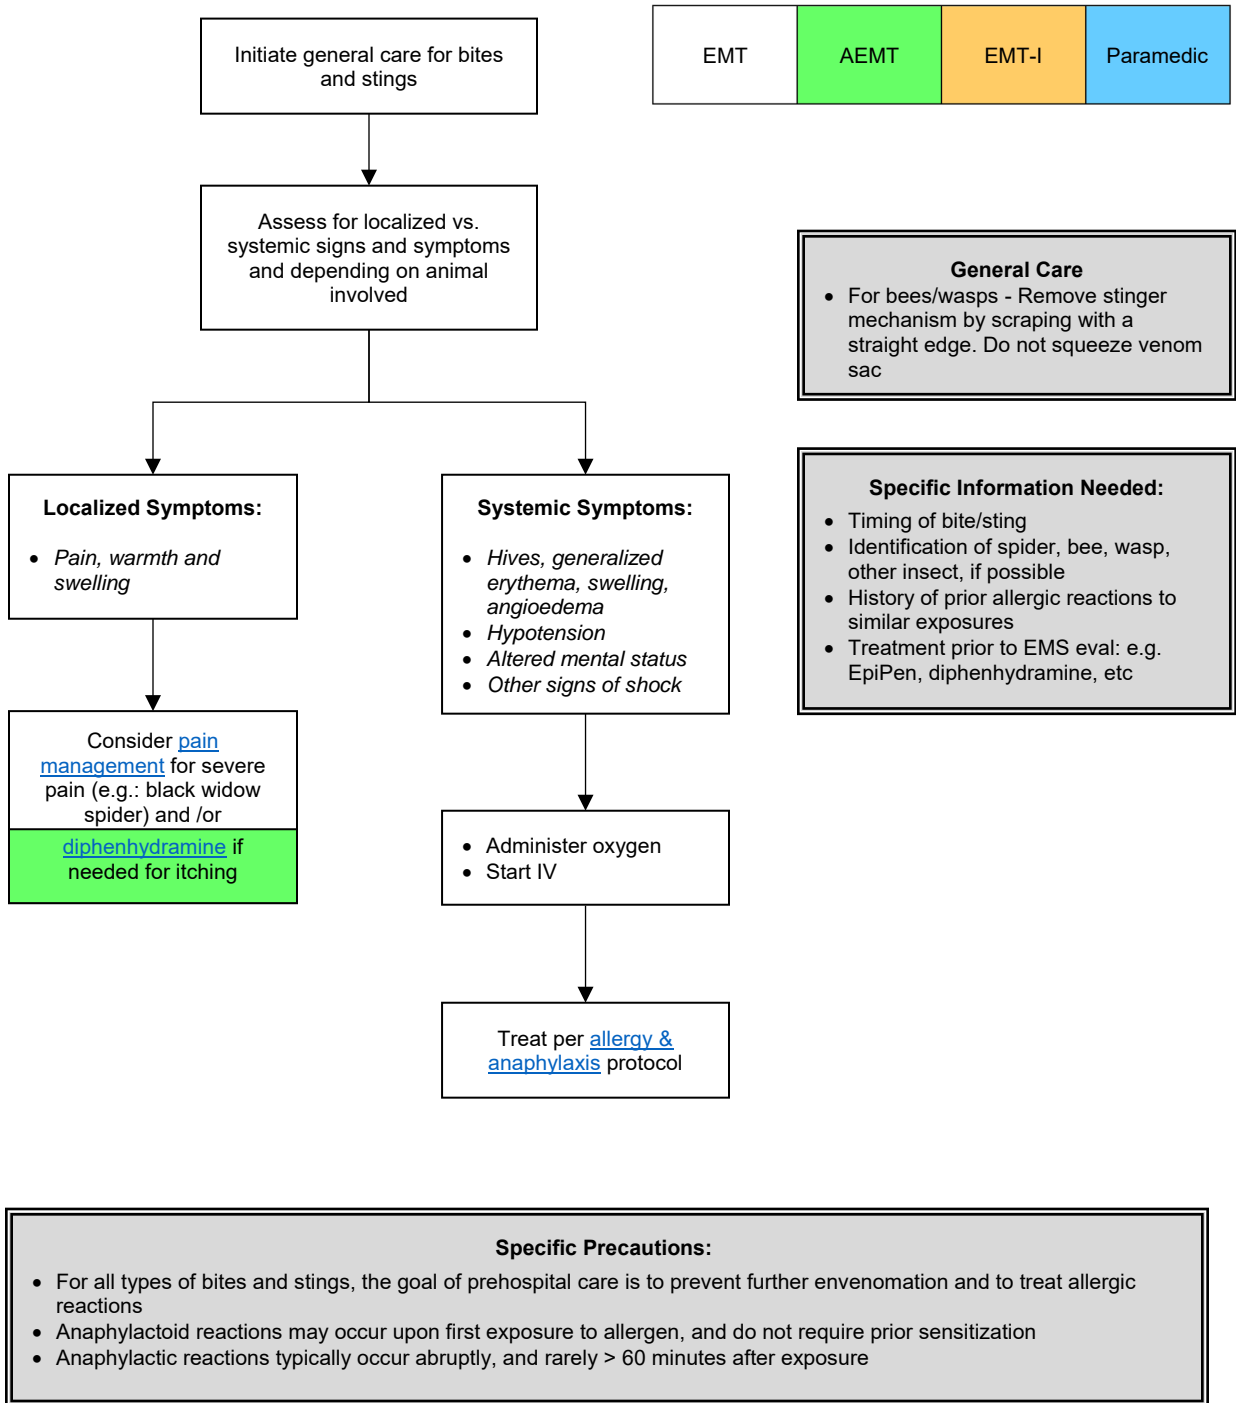 Initiate general care for bites
and stings
EMT
AEMT
EMT-I
Paramedic
Assess for localized vs.
systemic signs and symptoms
and depending on animal
involved
General Care
• For bees/wasps - Remove stinger
mechanism by scraping with a
straight edge. Do not squeeze venom
sac
Localized Symptoms:
• Pain, warmth and
swelling
Systemic Symptoms:
• Hives, generalized
erythema, swelling,
angioedema
• Hypotension
• Altered mental status
• Other signs of shock
Specific Information Needed:
• Timing of bite/sting
• Identification of spider, bee, wasp,
other insect, if possible
• History of prior allergic reactions to
similar exposures
• Treatment prior to EMS eval: e.g.
EpiPen, diphenhydramine, etc
Consider pain
management for severe
pain (e.g.: black widow
spider) and /or
diphenhydramine if
needed for itching
• Administer oxygen
• Start IV
Treat per allergy &
anaphylaxis protocol
Specific Precautions:
• For all types of bites and stings, the goal of prehospital care is to prevent further envenomation and to treat allergic
reactions
• Anaphylactoid reactions may occur upon first exposure to allergen, and do not require prior sensitization
• Anaphylactic reactions typically occur abruptly, and rarely > 60 minutes after exposure